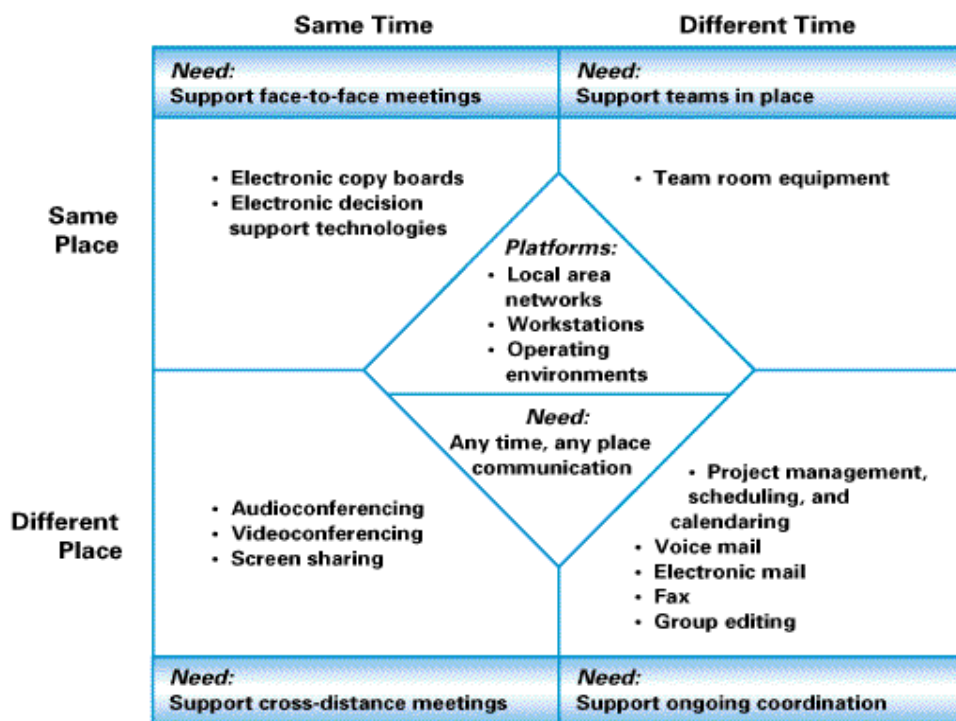 Same Time
Different Time
Need:
Support face-to-face meetings
Need:
Support teams in place
Same
Place
• Electronic copy boards
• Electronic decision
support technologies
• Team room equipment
Platforms:
• Local area
networks
• Workstations
• Operating
environments
Need:
Any time, any place
communication
Different
Place
• Audioconferencing
• Videoconferencing
• Screen sharing
• Project management,
scheduling, and
calendaring
• Voice mail
• Electronic mail
• Fax
• Group editing
Need:
Support cross-distance meetings
Need:
Support ongoing coordination